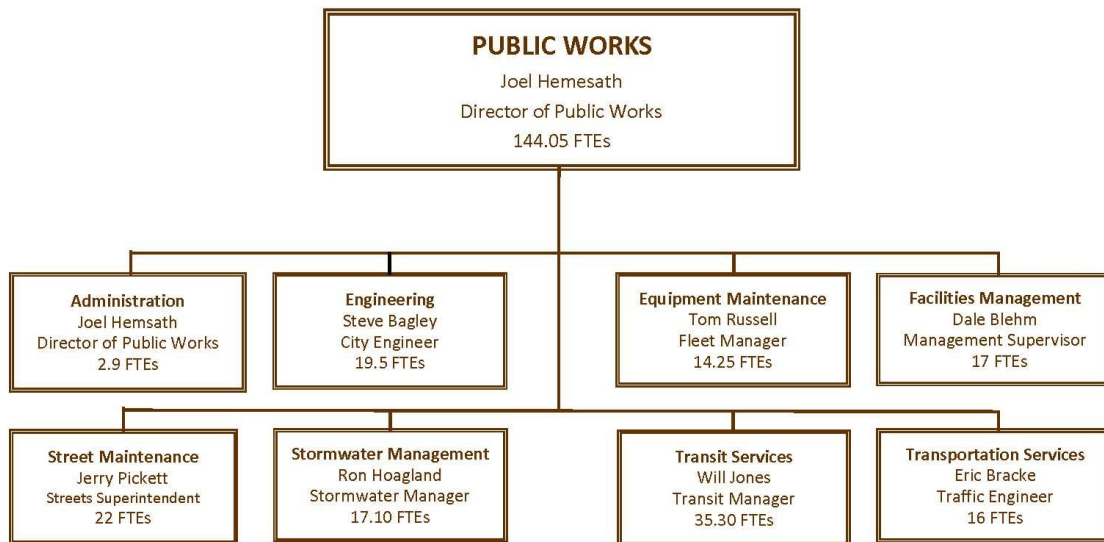 PUBLIC WORKS
Joel Hemesath
Director of Public Works
144.05 FTEs
Administration
Joel Hemsath
Director of Public Works
2.9 FTEs
Engineering
Steve Bagley
City Engineer
19.5 FTEs
Equipment Maintenance
Tom Russell
Fleet Manager
14.25 FTEs
Facilities Management
Dale Blehm
Management Supervisor
17 FTEs
Street Maintenance
Jerry Pickett
Streets Superintendent
22 FTEs
Stormwater Management
Ron Hoagland
Stormwater Manager
17.10 FTEs
Transit Services
Will Jones
Transit Manager
35.30 FTEs
Transportation Services
Eric Bracke
Traffic Engineer
16 FTEs